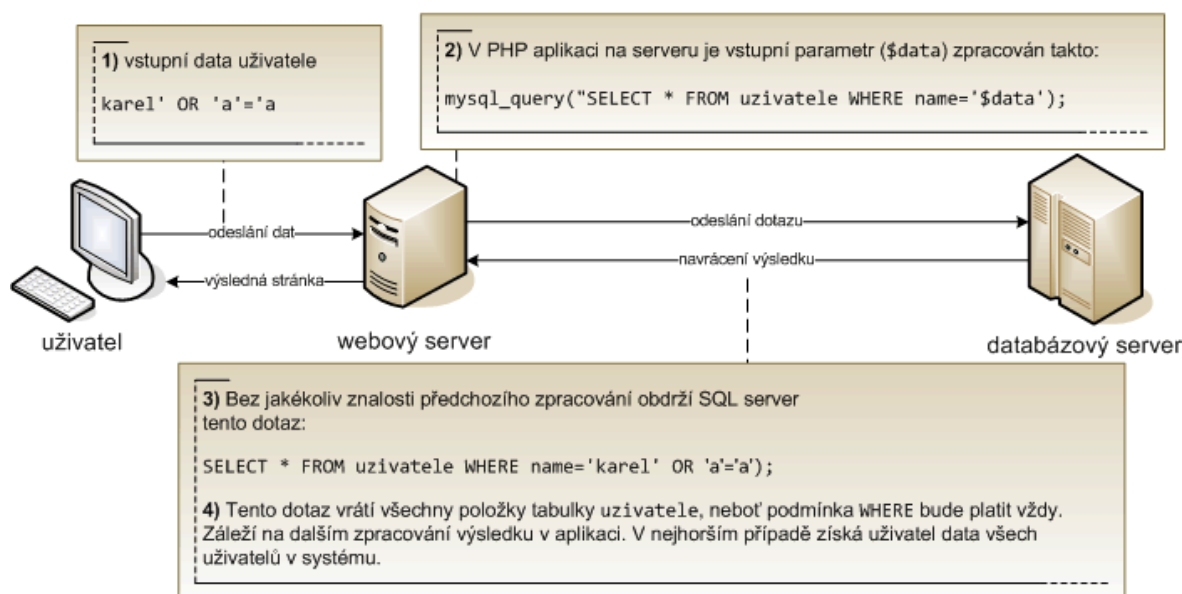 1) vstupní data uživatele
karel' OR 'a'='a
2) V PHP aplikaci na serveru je vstupní parametr ($data) zpracován takto:
mysql_query("SELECT * FROM uzivatele WHERE name='$data');
odeslání dat
výsledná stránka
odeslání dotazu
navrácení výsledku
uživatel
webový server
databázový server
3) Bez jakékoliv znalosti předchozího zpracování obdrží SQL server
tento dotaz:
SELECT * FROM uzivatele WHERE name='karel' OR 'a'='a');
4) Tento dotaz vrátí všechny položky tabulky uzivatele, neboť podmínka WHERE bude platit vždy.
Záleží na dalším zpracování výsledku v aplikaci. V nejhorším případě získá uživatel data všech
uživatelů v systému.